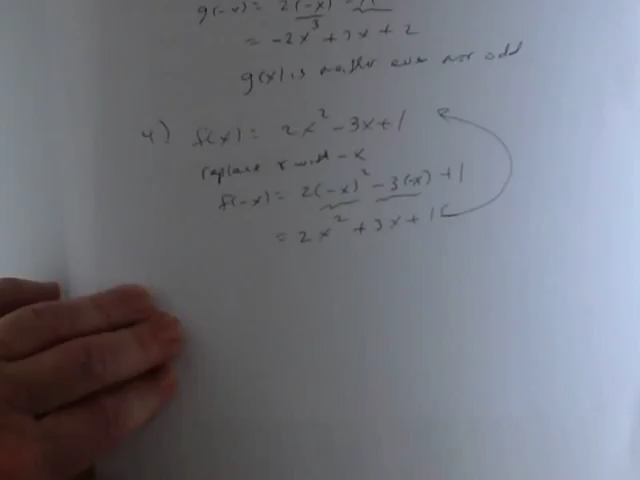 g(-x) = 2(-x)³
= -2x³ + 7x + 2
g(x) is neither even nor odd
4) f(x) = 2x² - 3x + 1
replace x with -x
f(-x) = 2(-x)² - 3(-x) + 1
= 2x² + 3x + 1